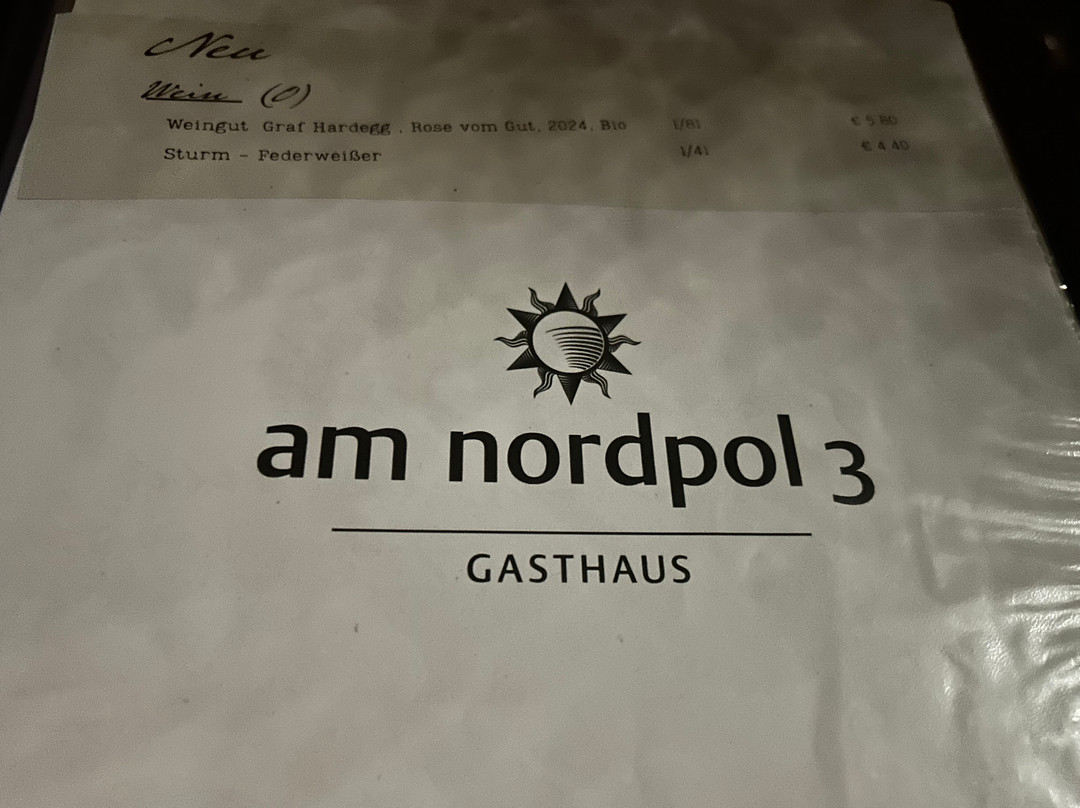 Neu
Wein (O)
Weingut Graf Hardegg , Rose vom Gut, 2024, Bio 1/8l € 5.80
Sturm - Federweißer 1/4l € 4.40
am nordpol 3
GASTHAUS